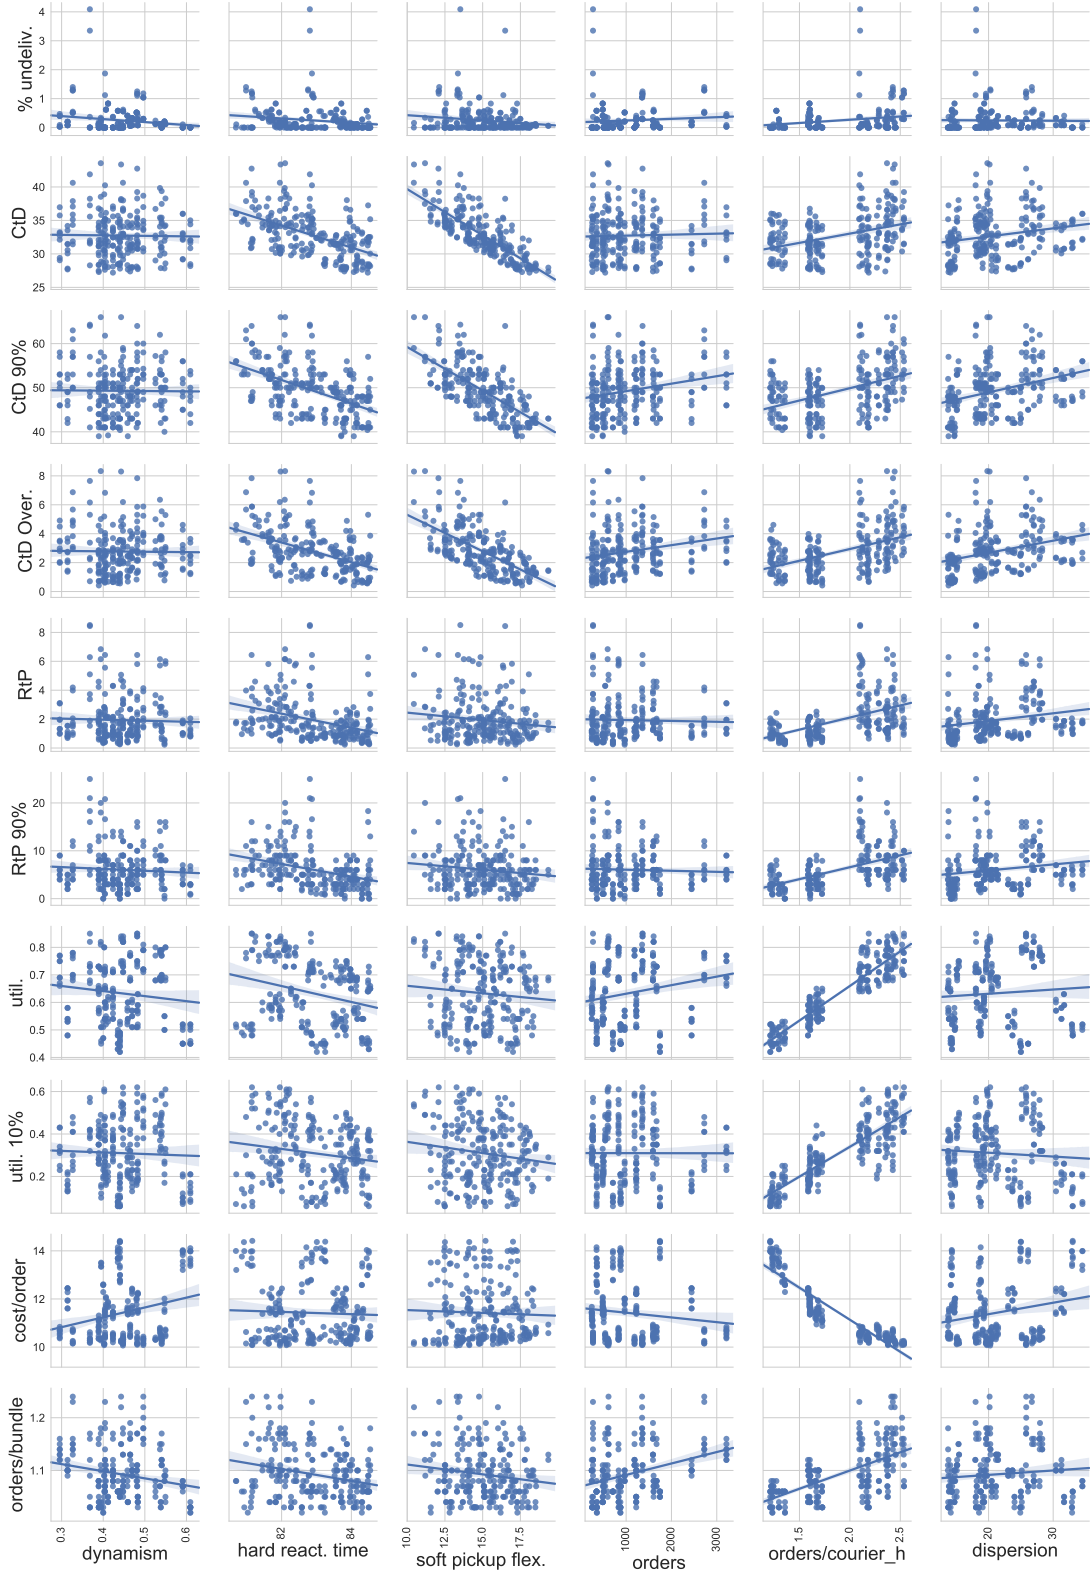 % undeliv.
4
3
2
1
0
CtD
40
35
30
25
CtD 90%
60
50
40
CtD Over.
8
6
4
2
0
RtP
8
6
4
2
0
RtP 90%
20
10
0
util.
0.8
0.7
0.6
0.5
0.4
util. 10%
0.6
0.4
0.2
cost/order
14
12
10
orders/bundle
1.2
1.1
0.3 0.4 0.5 0.6
82 84
10.0 12.5 15.0 17.5
1000 2000 3000
1.5 2.0 2.5
20 30
dynamism hard react. time soft pickup flex. orders orders/courier_h dispersion